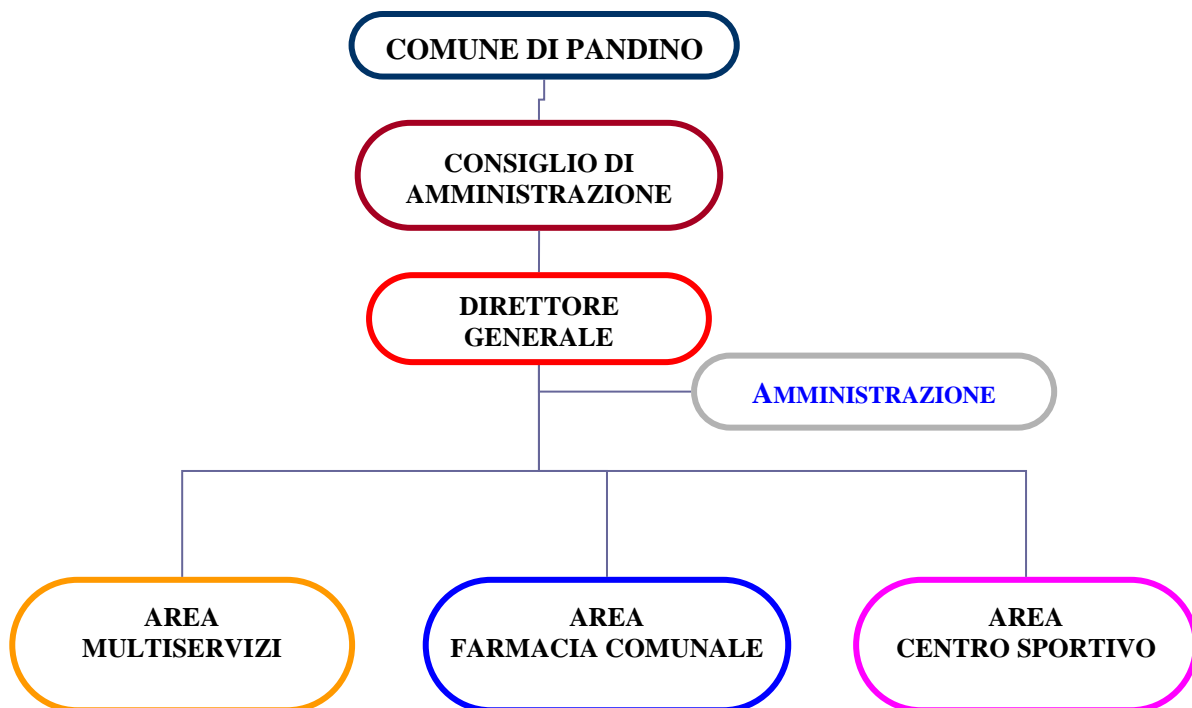 COMUNE DI PANDINO
CONSIGLIO DI
AMMINISTRAZIONE
DIRETTORE
GENERALE
AMMINISTRAZIONE
AREA
MULTISERVIZI
AREA
FARMACIA COMUNALE
AREA
CENTRO SPORTIVO